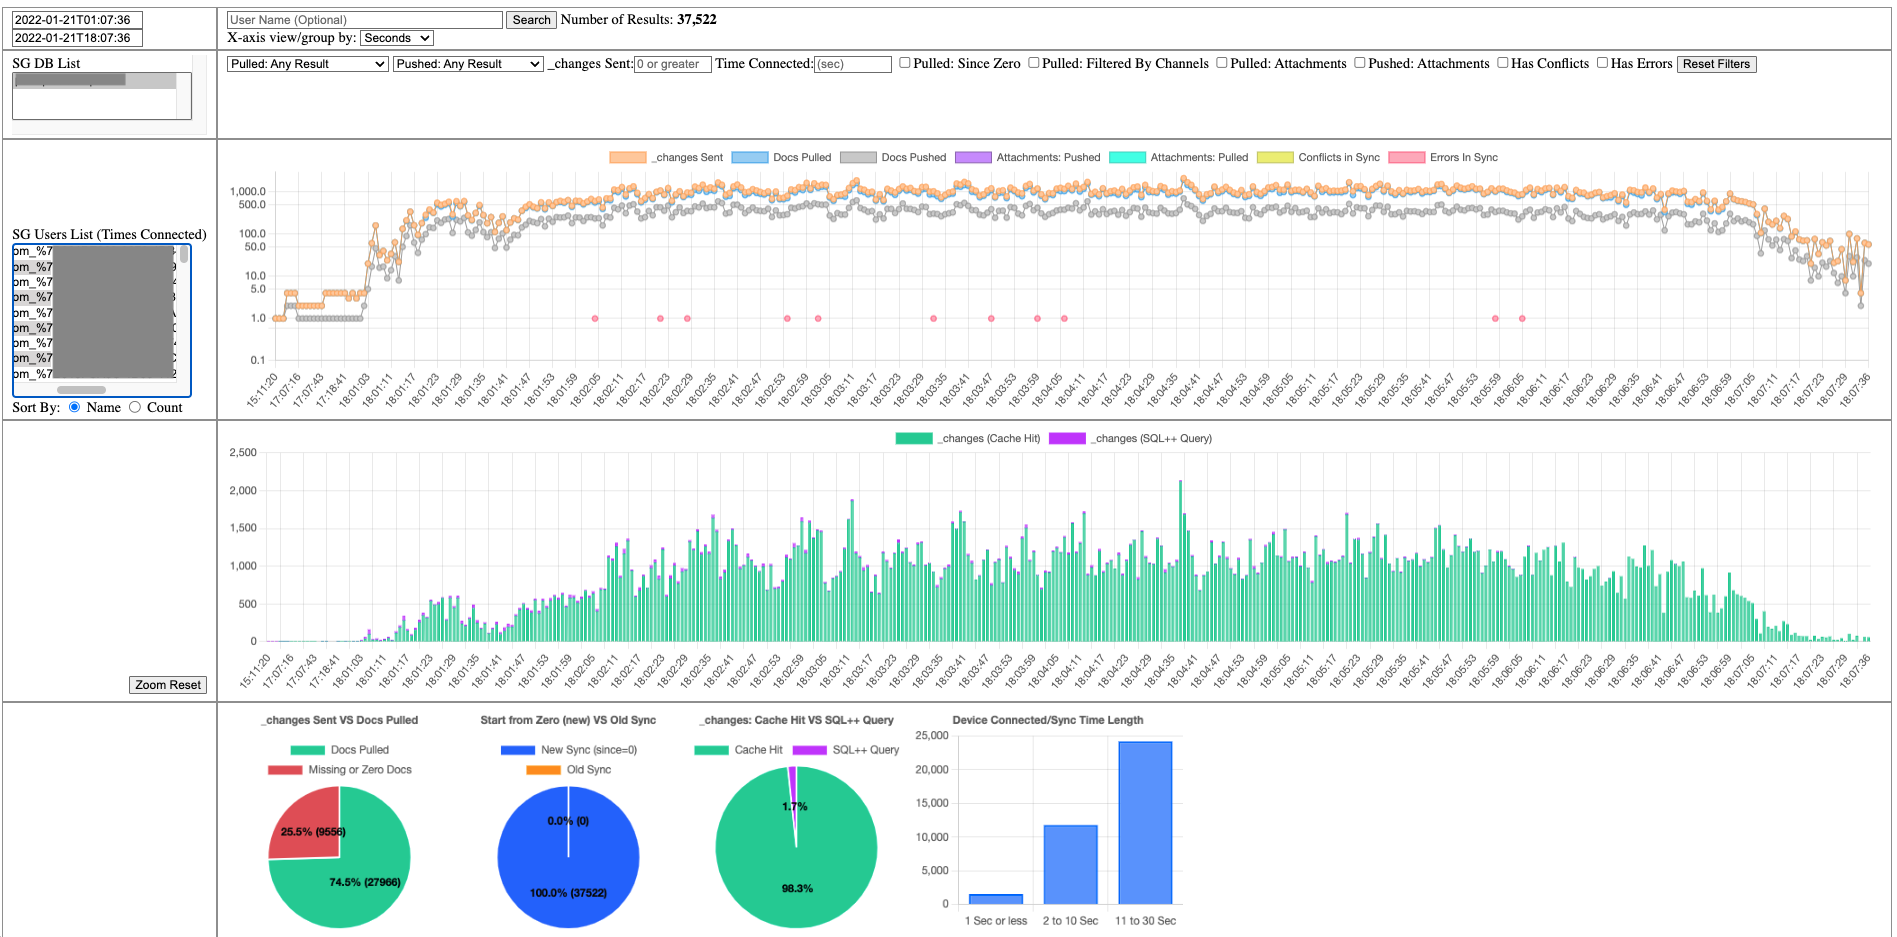 2022-01-21T01:07:36
2022-01-21T18:07:36
User Name (Optional) Search Number of Results: 37,522
X-axis view/group by: Seconds
SG DB List
Pulled: Any Result Pushed: Any Result _changes Sent: 0 or greater Time Connected: (sec) Pulled: Since Zero Pulled: Filtered By Channels Pulled: Attachments Pushed: Attachments Has Conflicts Has Errors Reset Filters
SG Users List (Times Connected)
om_%7
om_%7 9
om_%7 4
om_%7 3
om_%7
om_%7
om_%7
om_%7
om_%7 2
Sort By: Name Count
_changes Sent Docs Pulled Docs Pushed Attachments: Pushed Attachments: Pulled Conflicts in Sync Errors In Sync
1,000.0
500.0
100.0
50.0
10.0
5.0
1.0
0.1
15:11:20 17:07:16 17:07:43 17:18:41 18:01:03 18:01:11 18:01:17 18:01:23 18:01:29 18:01:35 18:01:41 18:01:47 18:01:53 18:01:59 18:02:05 18:02:11 18:02:17 18:02:23 18:02:29 18:02:35 18:02:41 18:02:47 18:02:53 18:02:59 18:03:05 18:03:11 18:03:17 18:03:23 18:03:29 18:03:35 18:03:41 18:03:47 18:03:53 18:03:59 18:04:05 18:04:11 18:04:17 18:04:23 18:04:29 18:04:35 18:04:41 18:04:47 18:04:53 18:04:59 18:05:05 18:05:11 18:05:17 18:05:23 18:05:29 18:05:35 18:05:41 18:05:47 18:05:53 18:05:59 18:06:05 18:06:11 18:06:17 18:06:23 18:06:29 18:06:35 18:06:41 18:06:47 18:06:53 18:06:59 18:07:05 18:07:11 18:07:17 18:07:23 18:07:29 18:07:36
_changes (Cache Hit) _changes (SQL++ Query)
2,500
2,000
1,500
1,000
500
0
15:11:20 17:07:16 17:07:43 17:18:41 18:01:03 18:01:11 18:01:17 18:01:23 18:01:29 18:01:35 18:01:41 18:01:47 18:01:53 18:01:59 18:02:05 18:02:11 18:02:17 18:02:23 18:02:29 18:02:35 18:02:41 18:02:47 18:02:53 18:02:59 18:03:05 18:03:11 18:03:17 18:03:23 18:03:29 18:03:35 18:03:41 18:03:47 18:03:53 18:03:59 18:04:05 18:04:11 18:04:17 18:04:23 18:04:29 18:04:35 18:04:41 18:04:47 18:04:53 18:04:59 18:05:05 18:05:11 18:05:17 18:05:23 18:05:29 18:05:35 18:05:41 18:05:47 18:05:53 18:05:59 18:06:05 18:06:11 18:06:17 18:06:23 18:06:29 18:06:35 18:06:41 18:06:47 18:06:53 18:06:59 18:07:05 18:07:11 18:07:17 18:07:23 18:07:29 18:07:36
Zoom Reset
_changes Sent VS Docs Pulled
Docs Pulled
Missing or Zero Docs
25.5% (9556)
74.5% (27966)
Start from Zero (new) VS Old Sync
New Sync (since=0)
Old Sync
0.0% (0)
100.0% (37522)
_changes: Cache Hit VS SQL++ Query
Cache Hit SQL++ Query
1.7%
98.3%
Device Connected/Sync Time Length
25,000
20,000
15,000
10,000
5,000
0
1 Sec or less 2 to 10 Sec 11 to 30 Sec